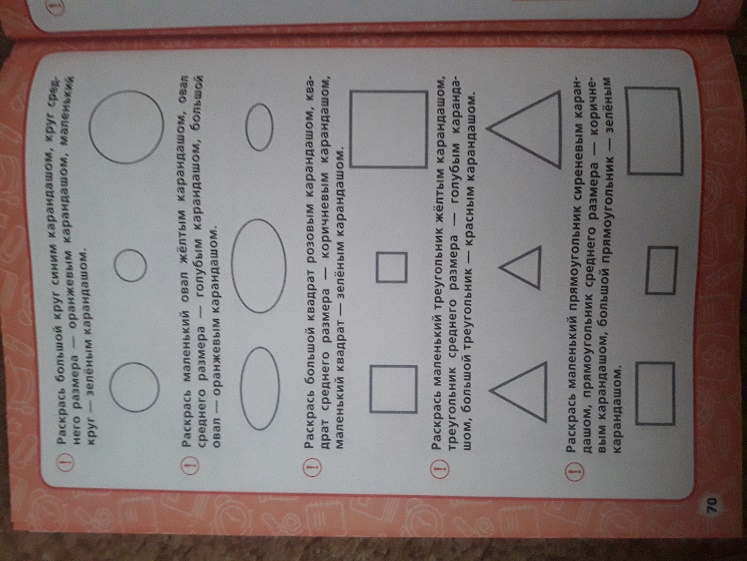 Раскрась большой круг синим карандашом, круг сред-
него размера — оранжевым карандашом, маленький
круг — зелёным карандашом.
Раскрась маленький овал жёлтым карандашом, овал
среднего размера — голубым карандашом, большой
овал — оранжевым карандашом.
Раскрась большой квадрат розовым карандашом, ква-
драт среднего размера — коричневым карандашом,
маленький квадрат — зелёным карандашом.
Раскрась маленький треугольник жёлтым карандашом,
треугольник среднего размера — голубым каранда-
шом, большой треугольник — красным карандашом.
Раскрась маленький прямоугольник сиреневым каран-
дашом, прямоугольник среднего размера — коричне-
вым карандашом, большой прямоугольник — зелёным
карандашом.
70